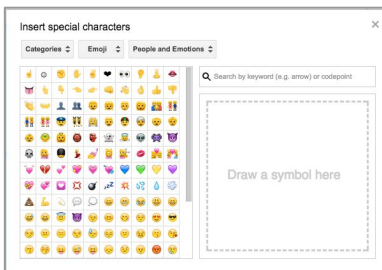 Insert special characters
Categories Emoji People and Emotions
Search by keyword (e.g. arrow) or codepoint
Draw a symbol here